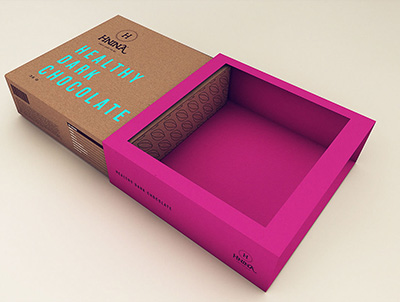 H
HNINA
HEALTHY
DARK
CHOCOLATE
HEALTHY DARK CHOCOLATE
H
HNINA